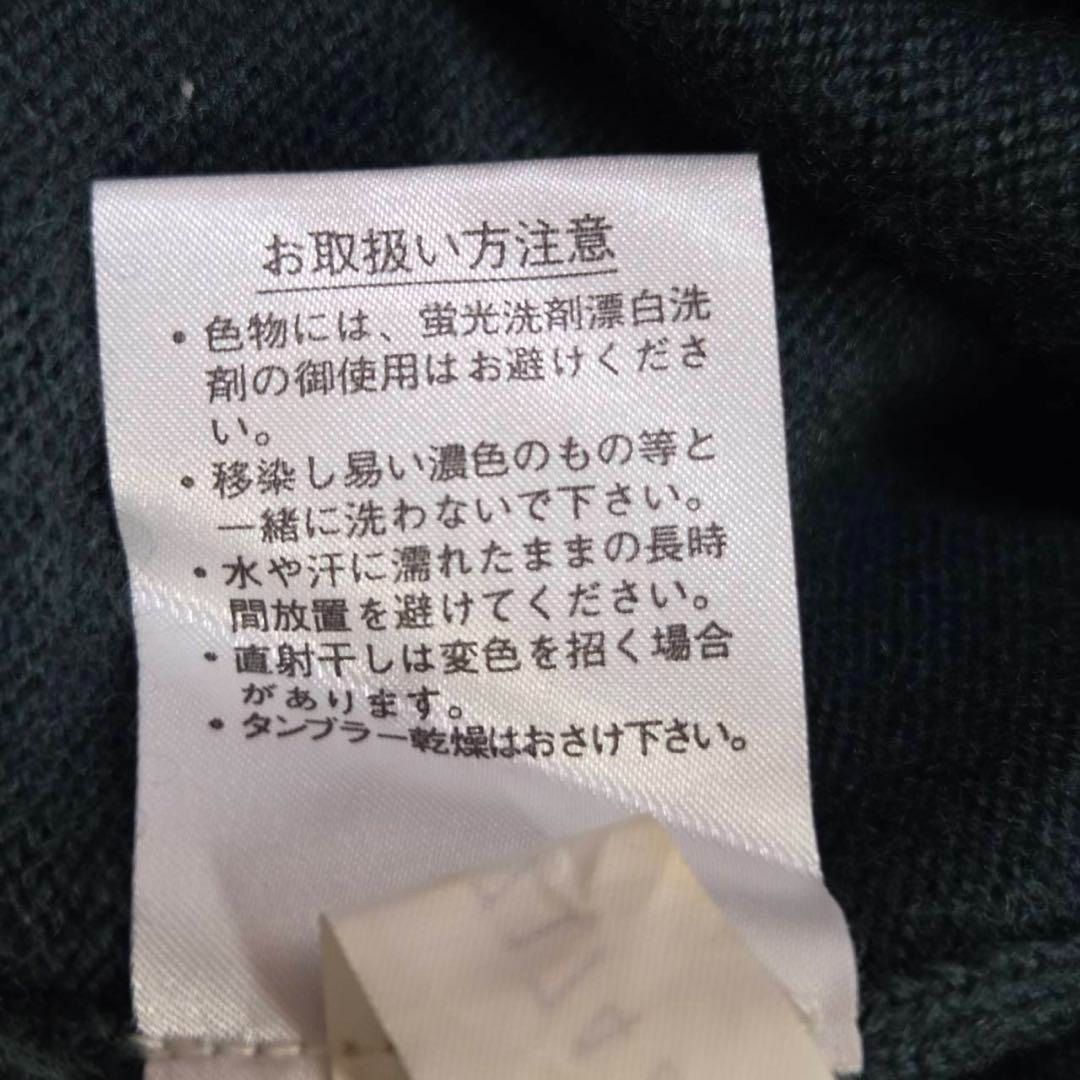 お取扱い方注意
・色物には、蛍光洗剤漂白洗
剤の御使用はお避けくださ
い。
・移染し易い濃色のもの等と
一緒に洗わないで下さい。
・水や汗に濡れたままの長時
間放置を避けてください。
・直射干しは変色を招く場合
があります。
・タンブラー乾燥はおさけ下さい。